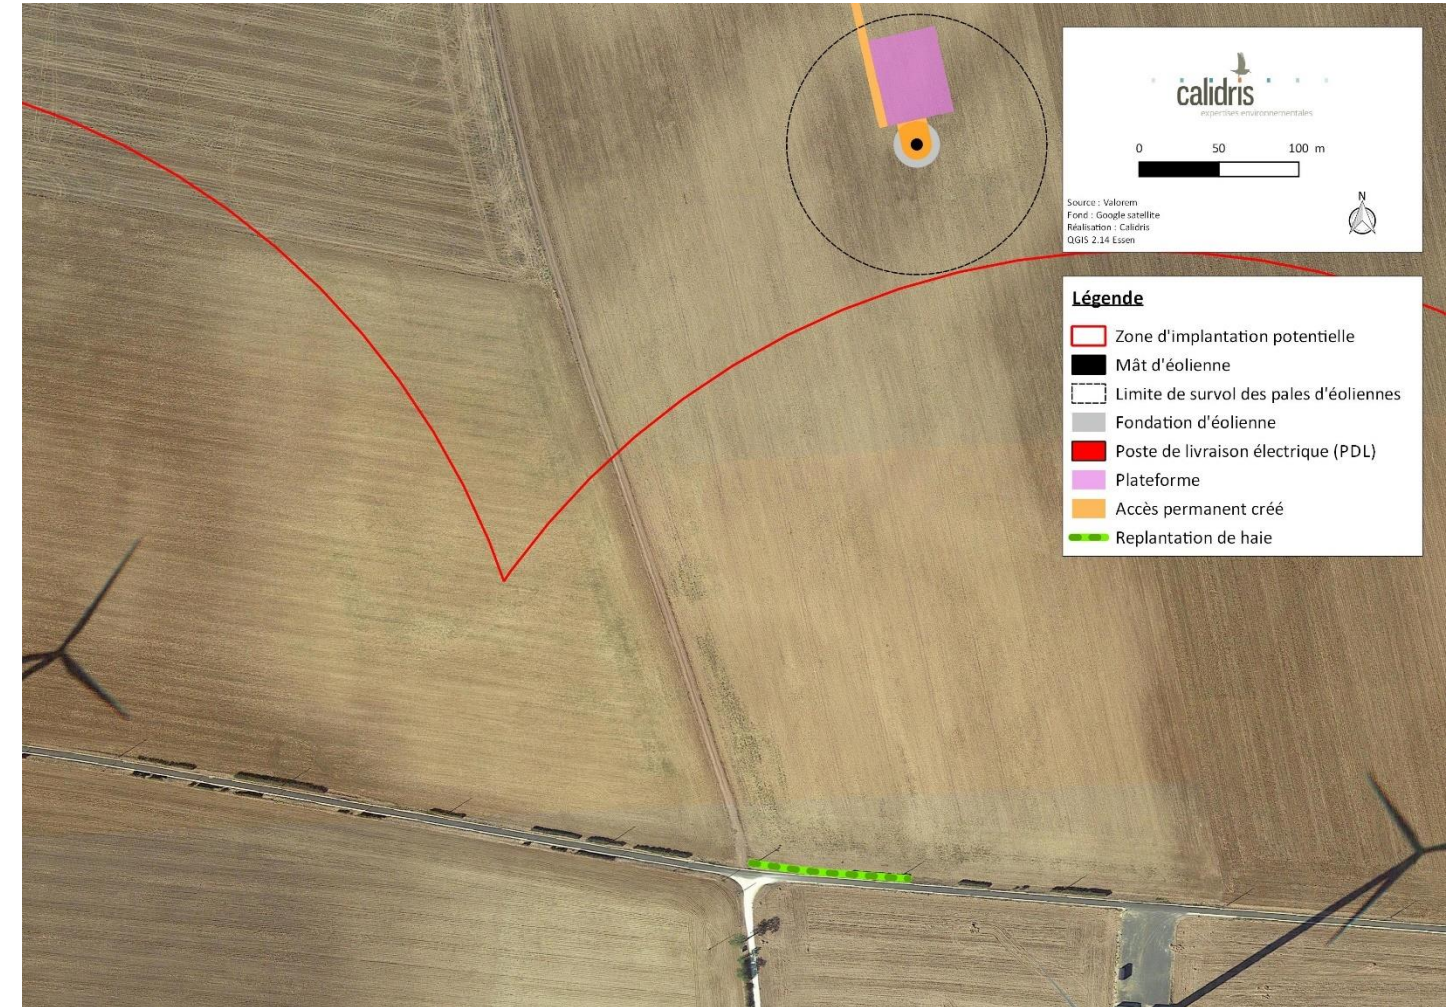 calidris
expertises environnementales
0 50 100 m
Source : Valorem
Fond : Google satellite
Réalisation : Calidris
QGIS 2.14 Essen
N
Légende
Zone d'implantation potentielle
Mât d'éolienne
Limite de survol des pales d'éoliennes
Fondation d'éolienne
Poste de livraison électrique (PDL)
Plateforme
Accès permanent créé
Replantation de haie